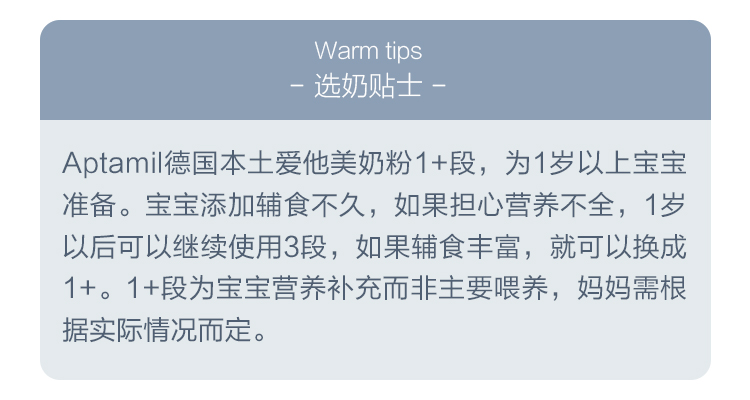 Warm tips
- 选奶贴士 -
Aptamil德国本土爱他美奶粉1+段，为1岁以上宝宝
准备。宝宝添加辅食不久，如果担心营养不全，1岁
以后可以继续使用3段，如果辅食丰富，就可以换成
1+。1+段为宝宝营养补充而非主要喂养，妈妈需根
据实际情况而定。